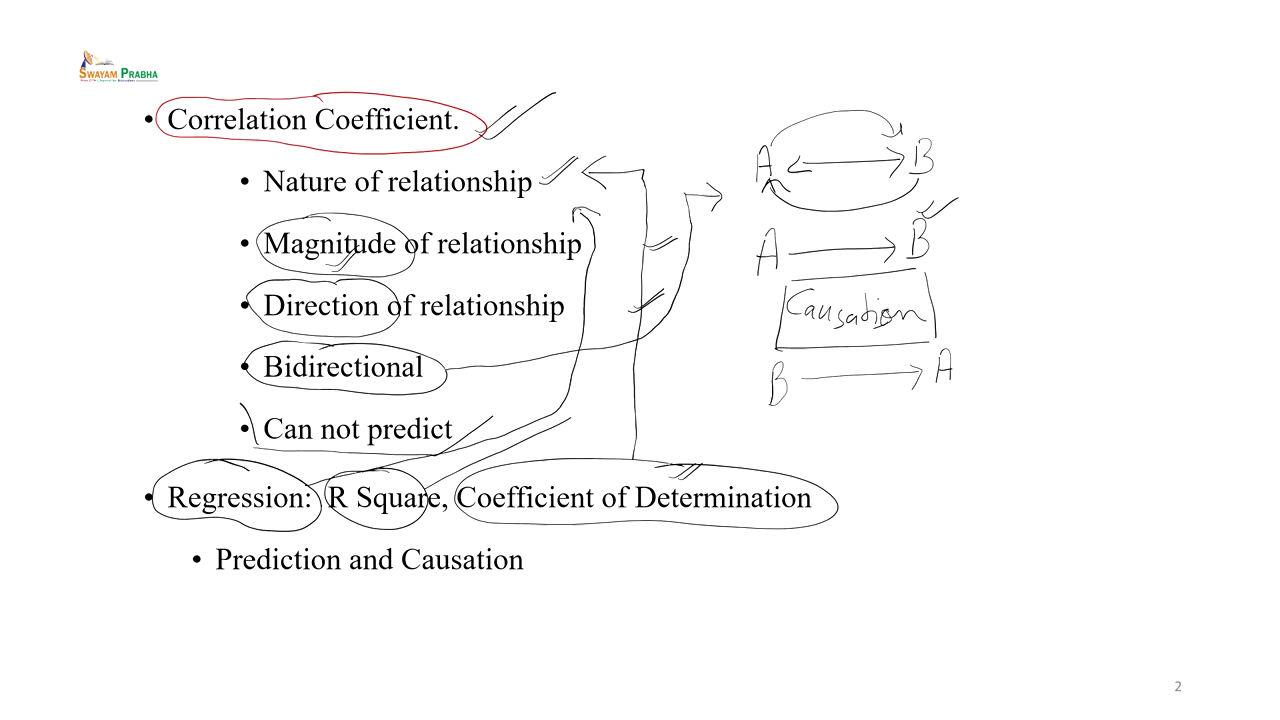 SWAYAM PRABHA
• Correlation Coefficient.
• Nature of relationship
• Magnitude of relationship
• Direction of relationship
• Bidirectional
• Can not predict
• Regression: R Square, Coefficient of Determination
• Prediction and Causation
A B
A B
Causation
B A
2